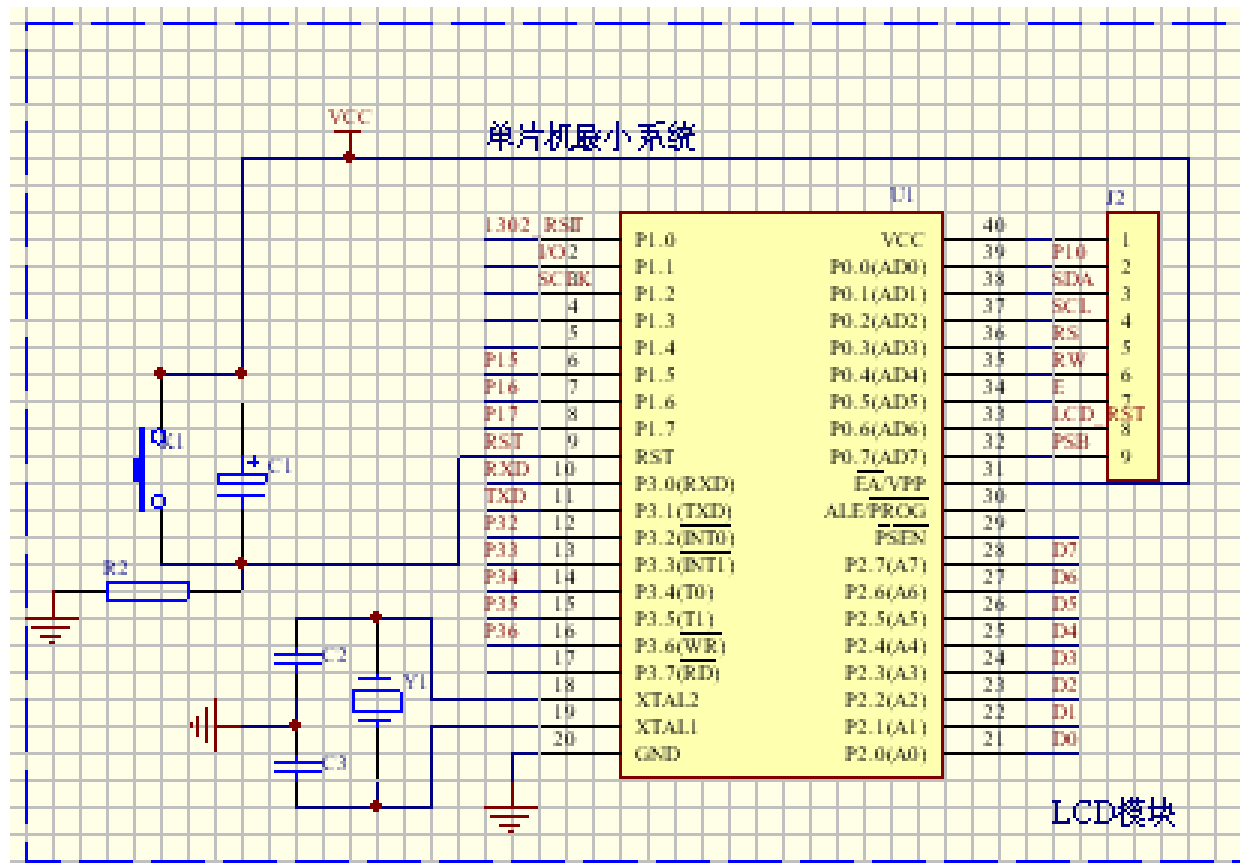 VCC
单片机最小系统
U1
J2
1302_RST
I/O2
K1
C1
R2
C2
Y1
C3
4
5
P15 6
P16 7
P17 8
RST 9
RXD 10
TXD 11
P32 12
P33 13
P34 14
P35 15
P36 16
17
18
19
20
P1.0
P1.1
P1.2
P1.3
P1.4
P1.5
P1.6
P1.7
RST
P3.0(RXD)
P3.1(TXD)
P3.2(INT0)
P3.3(INT1)
P3.4(T0)
P3.5(T1)
P3.6(WR)
P3.7(RD)
XTAL2
XTAL1
GND
VCC
P0.0(AD0)
P0.1(AD1)
P0.2(AD2)
P0.3(AD3)
P0.4(AD4)
P0.5(AD5)
P0.6(AD6)
P0.7(AD7)
EA/VPP
ALE/PROG
PSEN
P2.7(A7)
P2.6(A6)
P2.5(A5)
P2.4(A4)
P2.3(A3)
P2.2(A2)
P2.1(A1)
P2.0(A0)
40
39
38
37
36
35
34
33
32
31
30
29
28 D7
27 D6
26 D5
25 D4
24 D3
23 D2
22 D1
21 D0
P10
SDA
SCL
RS
RW
E
LCD_RST
PSB
1
2
3
4
5
6
7
8
9
LCD模块